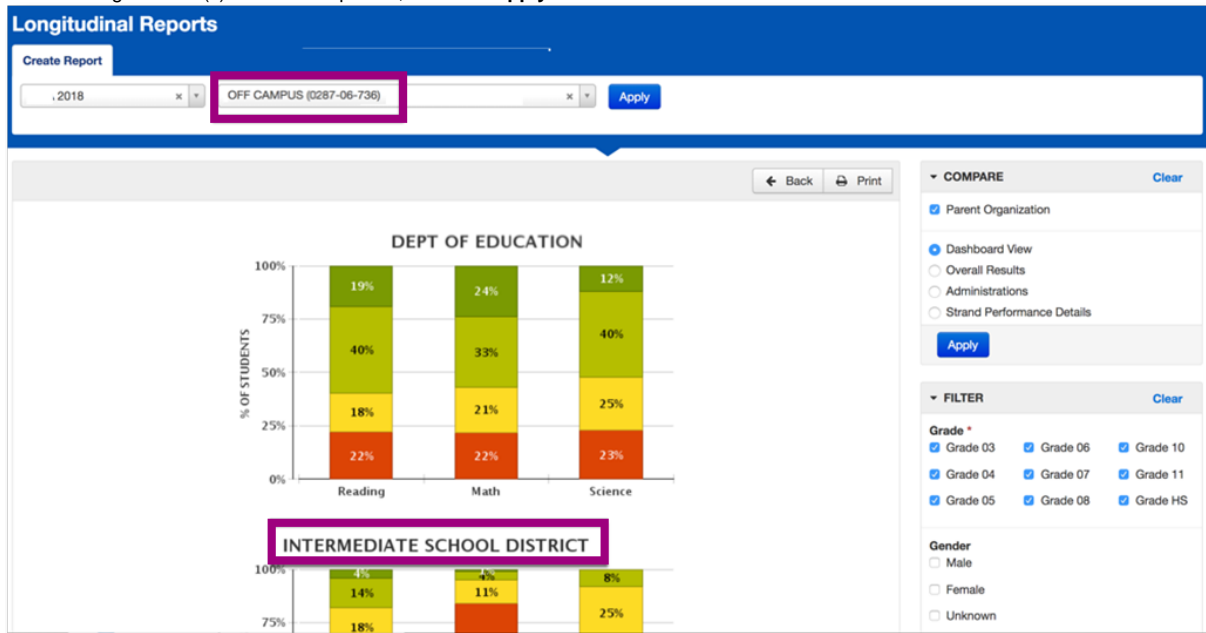 Longitudinal Reports
Create Report
, 2018 × OFF CAMPUS (0287-06-736) × Apply
Back Print
DEPT OF EDUCATION
100%
75%
50%
25%
0%
% OF STUDENTS
19% 24% 12%
40% 33% 40%
18% 21% 25%
22% 22% 23%
Reading Math Science
INTERMEDIATE SCHOOL DISTRICT
100%
75%
4% 4% 8%
14% 11% 25%
18%
COMPARE Clear
Parent Organization
Dashboard View
Overall Results
Administrations
Strand Performance Details
Apply
FILTER Clear
Grade *
Grade 03 Grade 06 Grade 10
Grade 04 Grade 07 Grade 11
Grade 05 Grade 08 Grade HS
Gender
Male
Female
Unknown